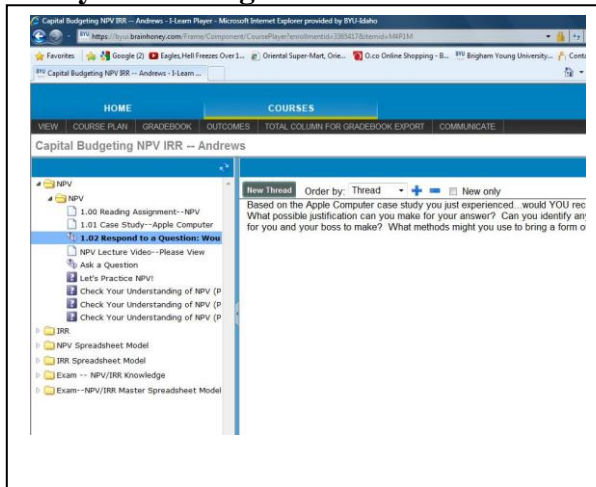 Capital Budgeting NPV IRR -- Andrews - I-Learn Player - Microsoft Internet Explorer provided by BYU-Idaho
https://byui.brainhoney.com/Frame/Component/CoursePlayer?enrollmentid=3365417&itemid=M4P1M
Favorites Google (2) Eagles,Hell Freezes Over 1... Oriental Super-Mart, Orie... O.co Online Shopping - B... BYU Brigham Young University... Conta
BYU Capital Budgeting NPV IRR -- Andrews - I-Learn ...
HOME COURSES
VIEW COURSE PLAN GRADEBOOK OUTCOMES TOTAL COLUMN FOR GRADEBOOK EXPORT COMMUNICATE
Capital Budgeting NPV IRR -- Andrews
NPV
NPV
1.00 Reading Assignment--NPV
1.01 Case Study--Apple Computer
1.02 Respond to a Question: Wou
NPV Lecture Video--Please View
Ask a Question
Let's Practice NPV!
Check Your Understanding of NPV (P
Check Your Understanding of NPV (P
Check Your Understanding of NPV (P
IRR
NPV Spreadsheet Model
IRR Spreadsheet Model
Exam -- NPV/IRR Knowledge
Exam--NPV/IRR Master Spreadsheet Model
New Thread Order by: Thread New only
Based on the Apple Computer case study you just experienced...would YOU rec
What possible justification can you make for your answer? Can you identify any
for you and your boss to make? What methods might you use to bring a form o